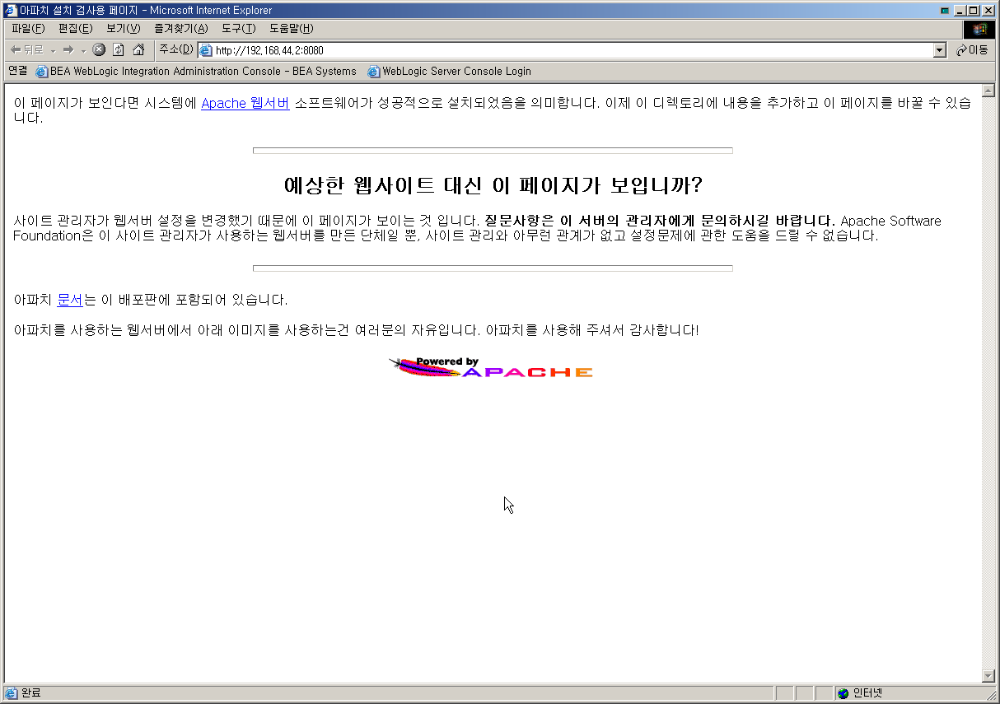 아파치 설치 검사용 페이지 - Microsoft Internet Explorer
파일(F) 편집(E) 보기(V) 즐겨찾기(A) 도구(T) 도움말(H)
뒤로 주소(D) http://192.168.44.2:8080 이동
연결 BEA WebLogic Integration Administration Console - BEA Systems WebLogic Server Console Login
이 페이지가 보인다면 시스템에 Apache 웹서버 소프트웨어가 성공적으로 설치되었음을 의미합니다. 이제 이 디렉토리에 내용을 추가하고 이 페이지를 바꿀 수 있습
니다.
예상한 웹사이트 대신 이 페이지가 보입니까?
사이트 관리자가 웹서버 설정을 변경했기 때문에 이 페이지가 보이는 것 입니다. 질문사항은 이 서버의 관리자에게 문의하시길 바랍니다. Apache Software
Foundation은 이 사이트 관리자가 사용하는 웹서버를 만든 단체일 뿐, 사이트 관리와 아무런 관계가 없고 설정문제에 관한 도움을 드릴 수 없습니다.
아파치 문서는 이 배포판에 포함되어 있습니다.
아파치를 사용하는 웹서버에서 아래 이미지를 사용하는건 여러분의 자유입니다. 아파치를 사용해 주셔서 감사합니다!
Powered by
APACHE
완료 인터넷